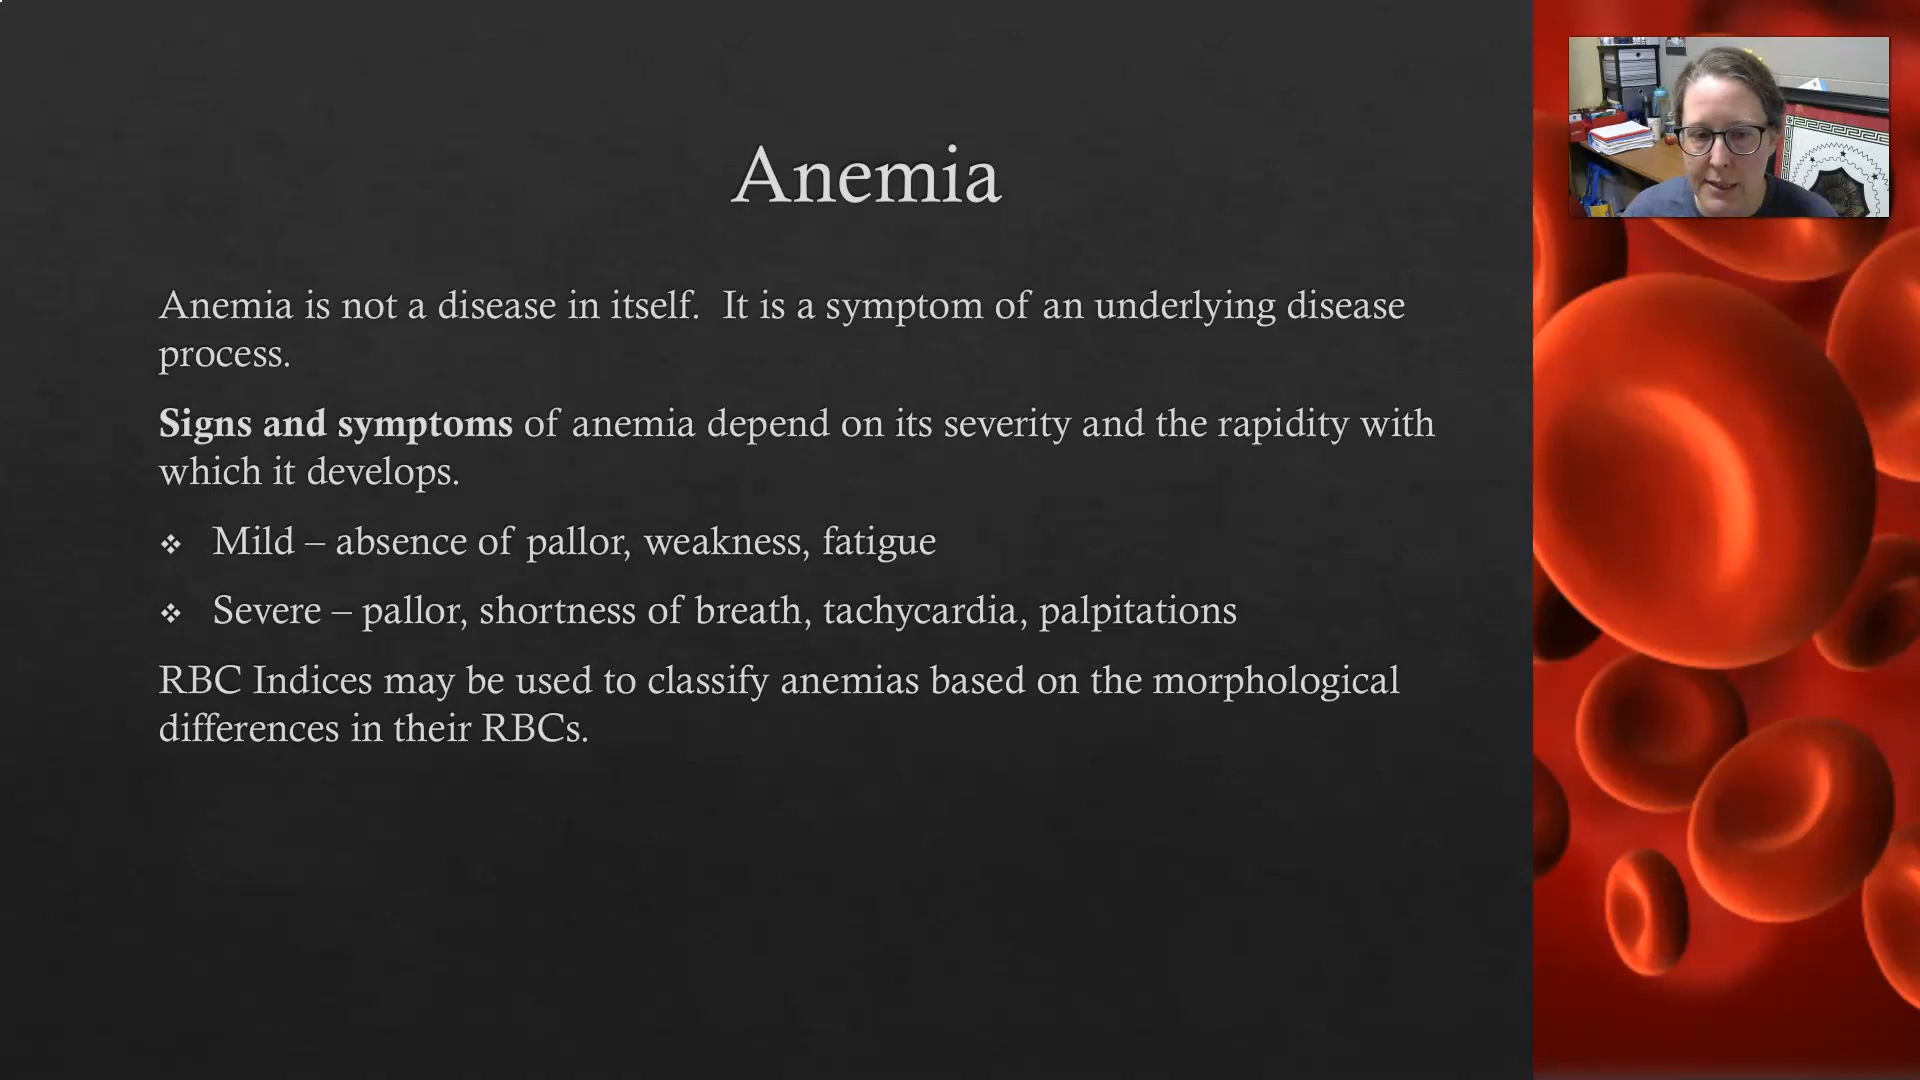 Anemia
Anemia is not a disease in itself.  It is a symptom of an underlying disease
process.
Signs and symptoms of anemia depend on its severity and the rapidity with
which it develops.
❖ Mild – absence of pallor, weakness, fatigue
❖ Severe – pallor, shortness of breath, tachycardia, palpitations
RBC Indices may be used to classify anemias based on the morphological
differences in their RBCs.